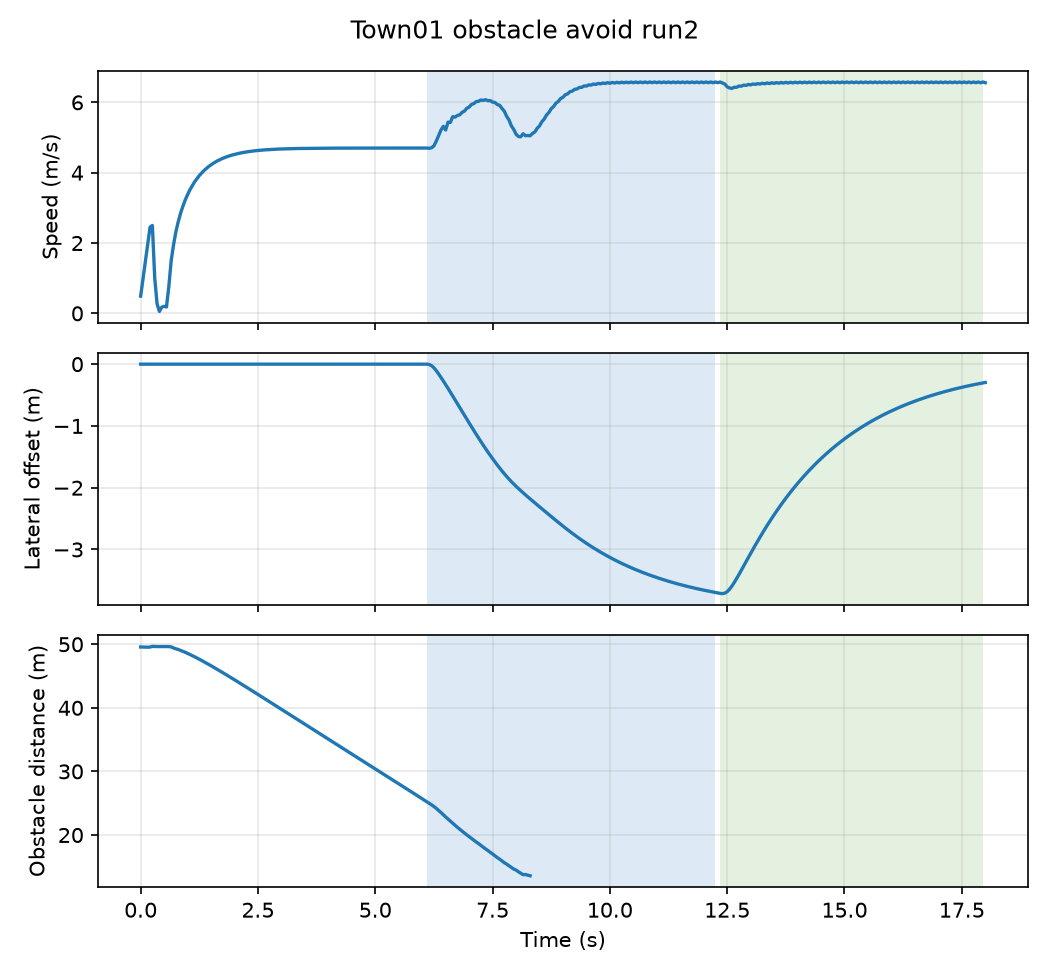 Town01 obstacle avoid run2
Speed (m/s)
6
4
2
0
Lateral offset (m)
0
−1
−2
−3
Obstacle distance (m)
50
40
30
20
0.0 2.5 5.0 7.5 10.0 12.5 15.0 17.5
Time (s)